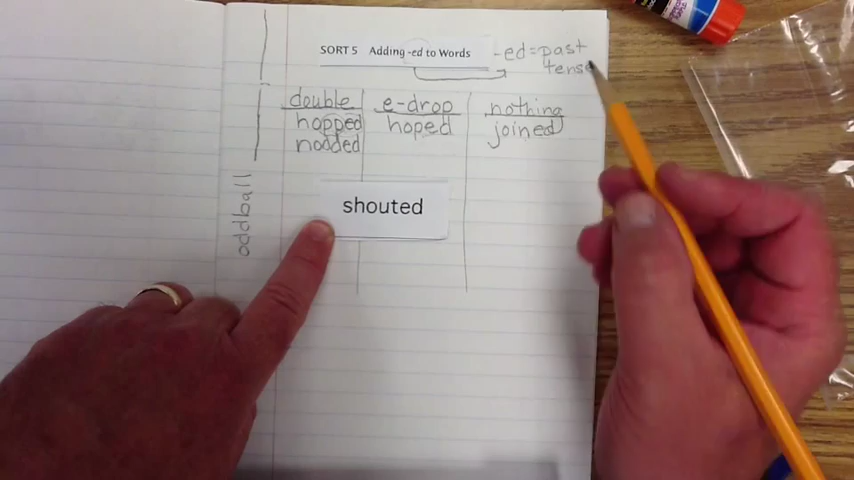 SORT 5 Adding -ed to Words
-ed=past
tense
double e-drop nothing
hopped hoped joined
nodded
shouted
oddball